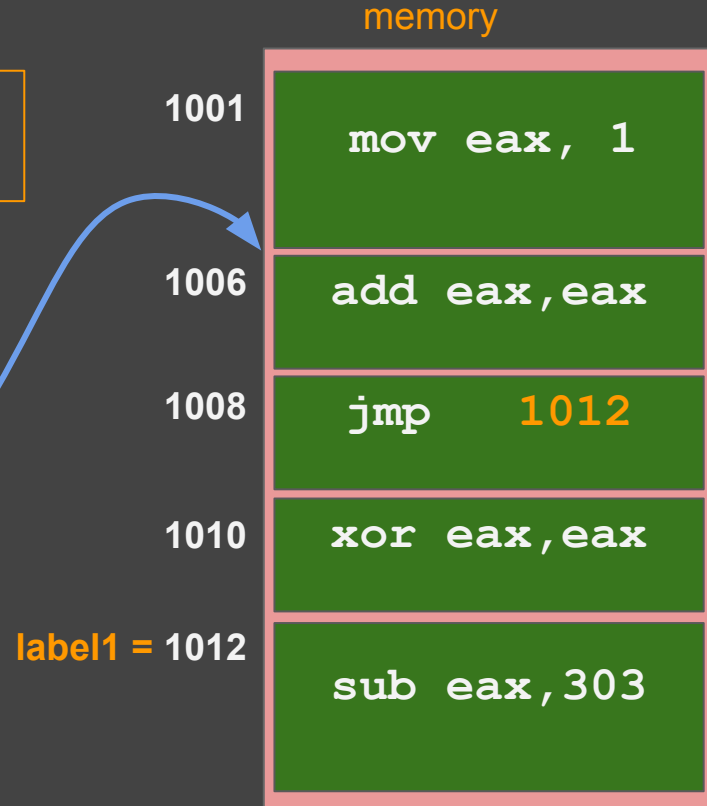 memory
1001 mov eax, 1
1006 add eax,eax
1008 jmp 1012
1010 xor eax,eax
label1 = 1012 sub eax,303